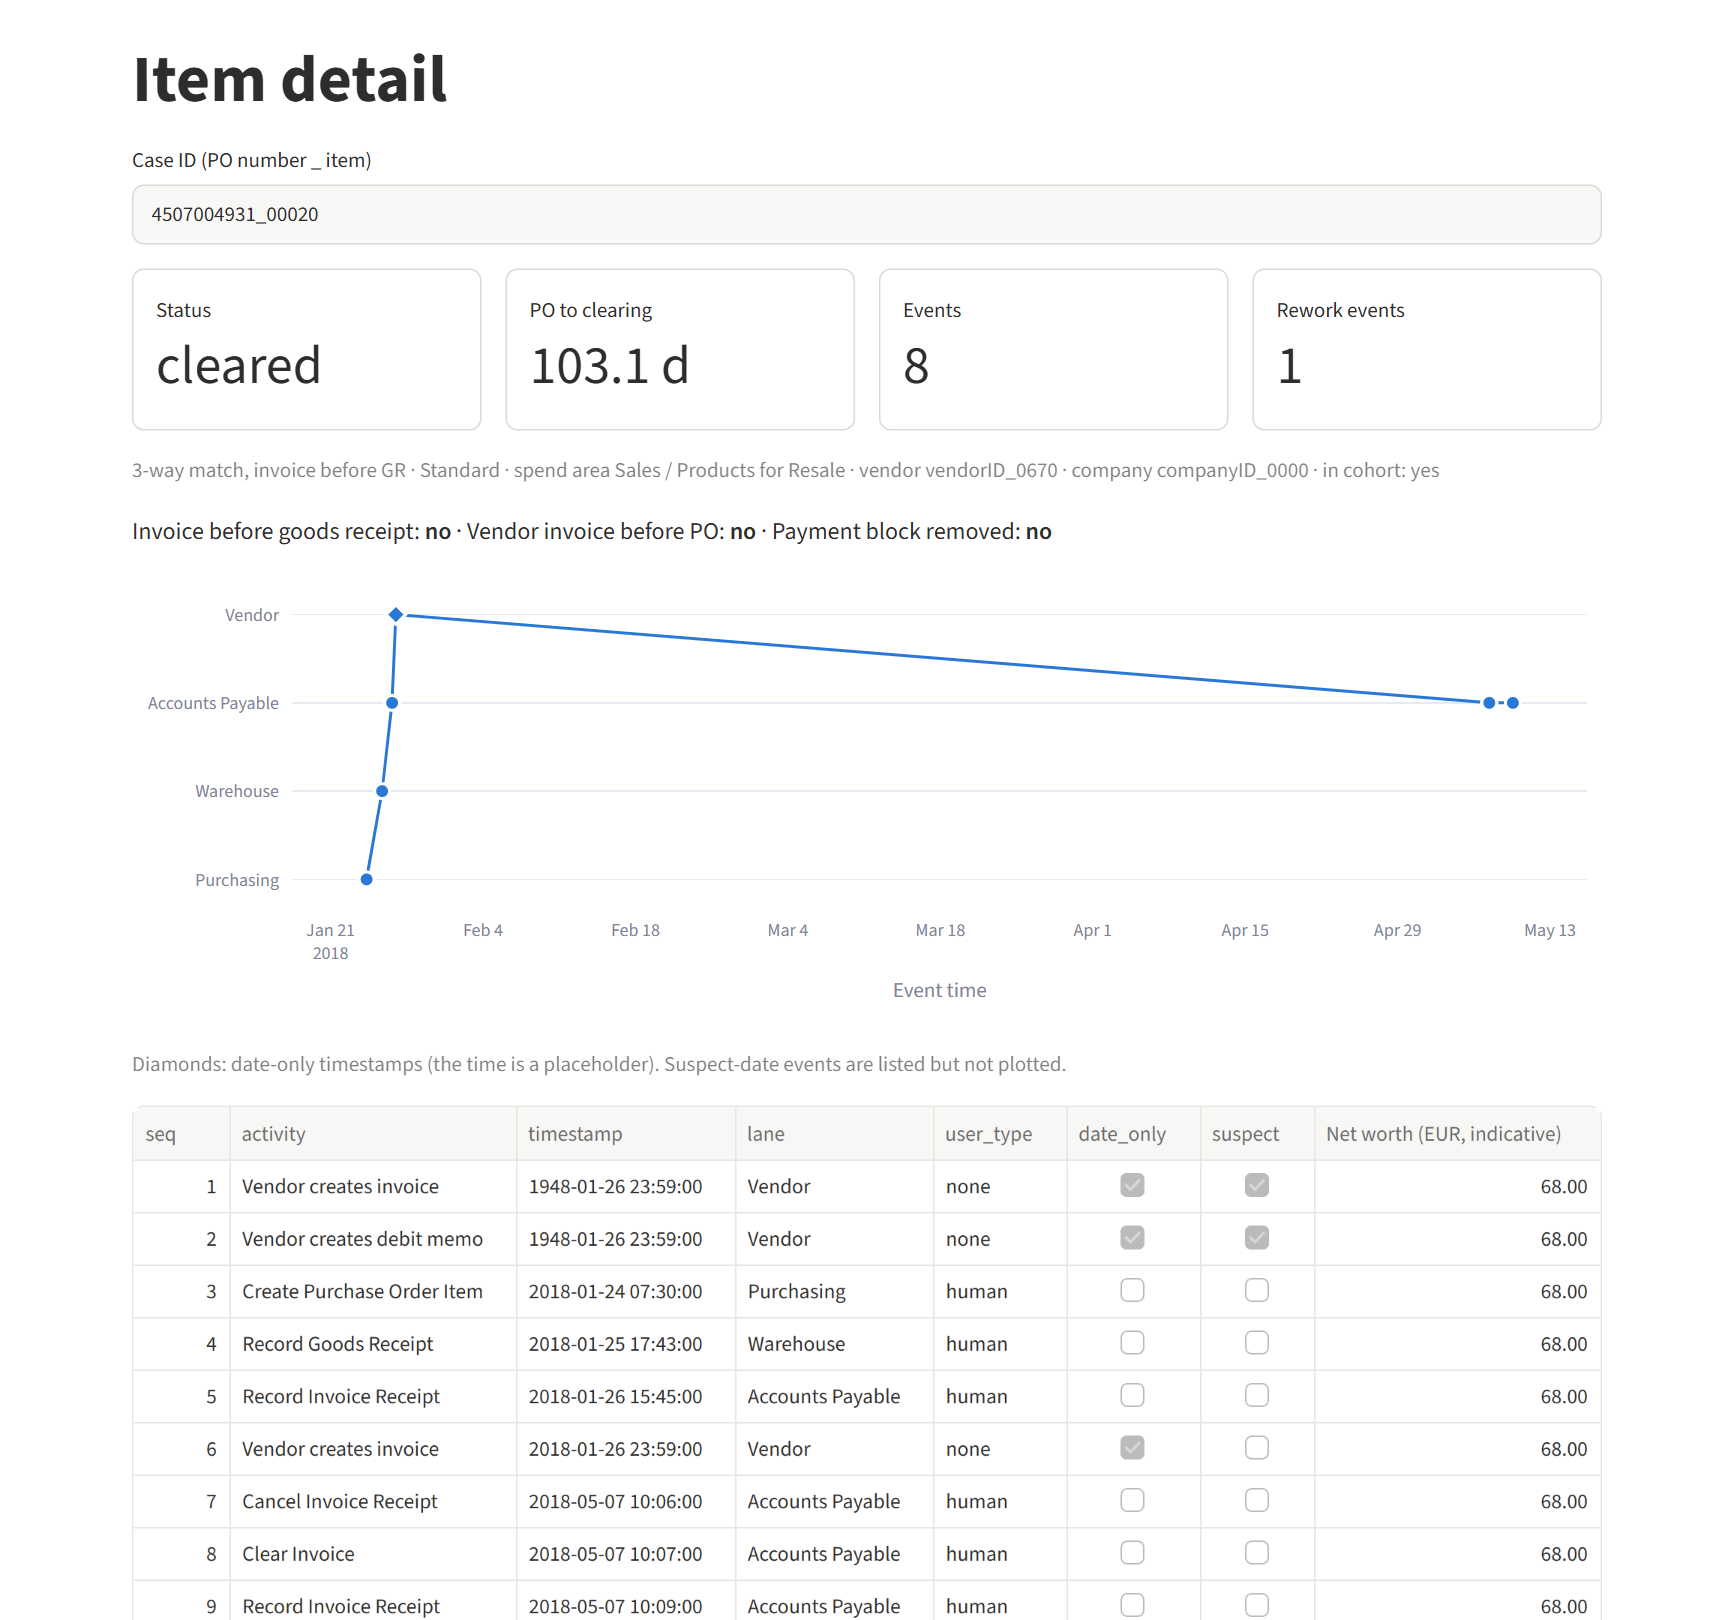 Item detail
Case ID (PO number _ item)
4507004931_00020
Status
cleared
PO to clearing
103.1 d
Events
8
Rework events
1
3-way match, invoice before GR · Standard · spend area Sales / Products for Resale · vendor vendorID_0670 · company companyID_0000 · in cohort: yes
Invoice before goods receipt: no · Vendor invoice before PO: no · Payment block removed: no
Vendor
Accounts Payable
Warehouse
Purchasing
Jan 21 Feb 4 Feb 18 Mar 4 Mar 18 Apr 1 Apr 15 Apr 29 May 13
2018
Event time
Diamonds: date-only timestamps (the time is a placeholder). Suspect-date events are listed but not plotted.
seq activity timestamp lane user_type date_only suspect Net worth (EUR, indicative)
1 Vendor creates invoice 1948-01-26 23:59:00 Vendor none 68.00
2 Vendor creates debit memo 1948-01-26 23:59:00 Vendor none 68.00
3 Create Purchase Order Item 2018-01-24 07:30:00 Purchasing human 68.00
4 Record Goods Receipt 2018-01-25 17:43:00 Warehouse human 68.00
5 Record Invoice Receipt 2018-01-26 15:45:00 Accounts Payable human 68.00
6 Vendor creates invoice 2018-01-26 23:59:00 Vendor none 68.00
7 Cancel Invoice Receipt 2018-05-07 10:06:00 Accounts Payable human 68.00
8 Clear Invoice 2018-05-07 10:07:00 Accounts Payable human 68.00
9 Record Invoice Receipt 2018-05-07 10:09:00 Accounts Payable human 68.00